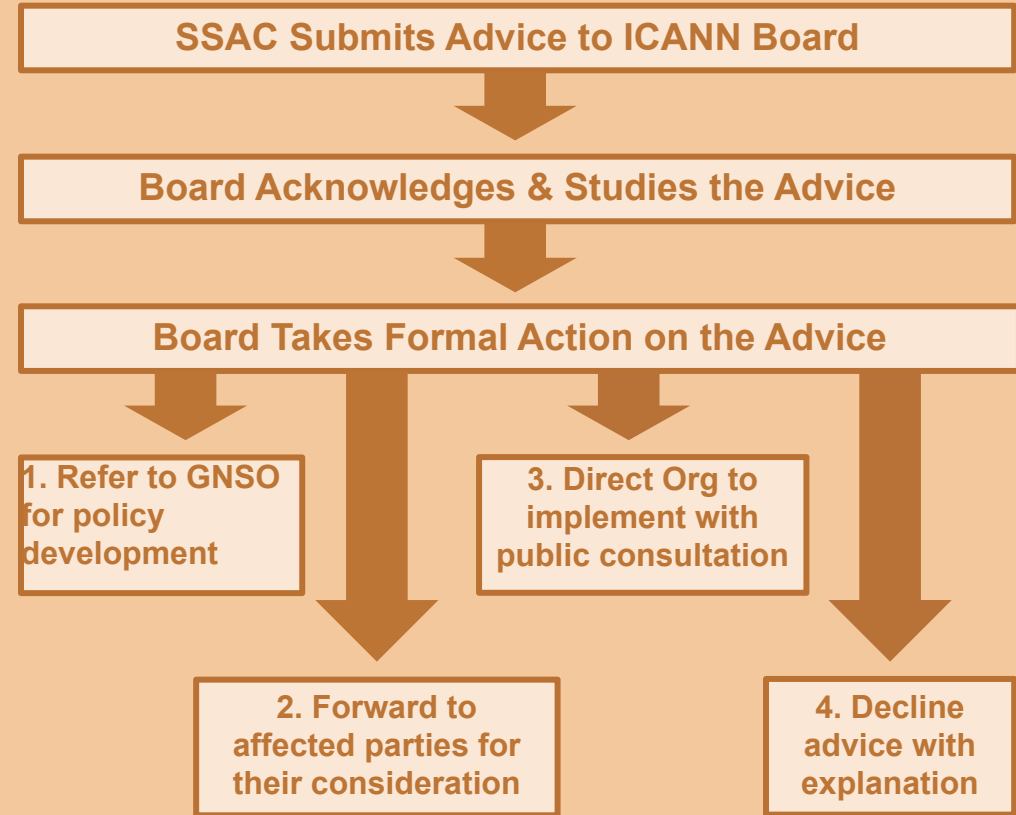 SSAC Submits Advice to ICANN Board
Board Acknowledges & Studies the Advice
Board Takes Formal Action on the Advice
1. Refer to GNSO
for policy
development
3. Direct Org to
implement with
public consultation
2. Forward to
affected parties for
their consideration
4. Decline
advice with
explanation